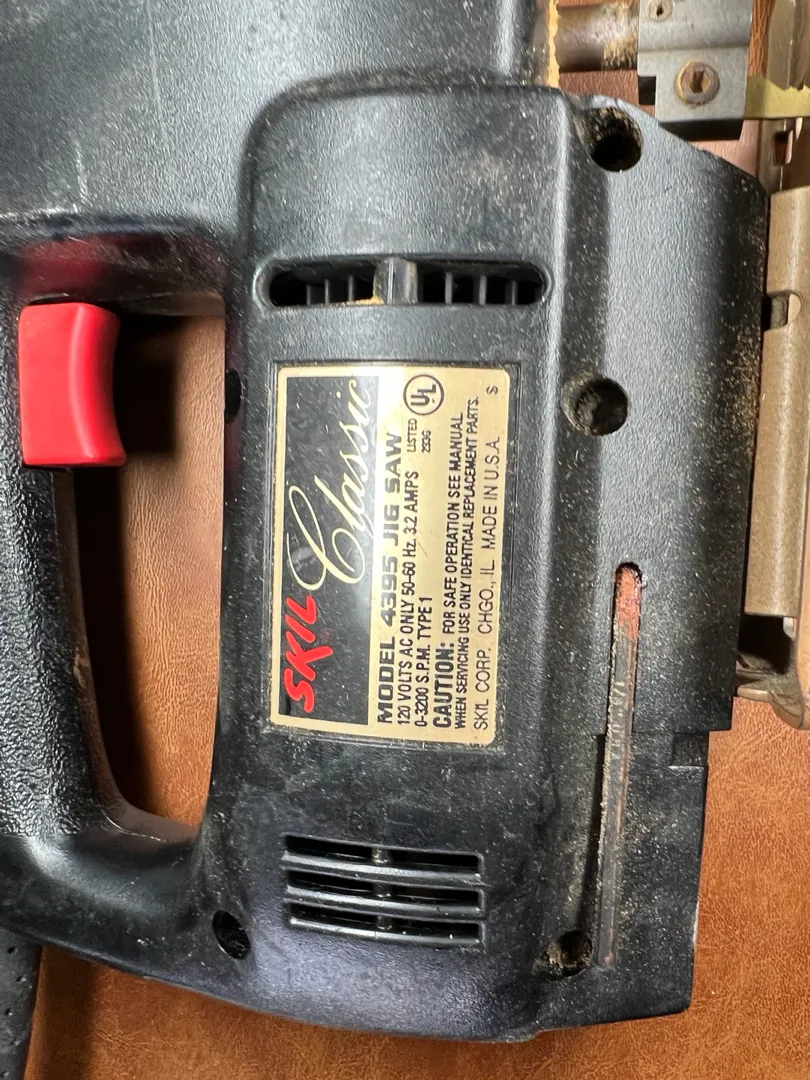 SKIL Classic
MODEL 4395 JIG SAW
120 VOLTS AC ONLY 50-60 Hz. 3.2 AMPS
0-3200 S.P.M. TYPE 1
LISTED
293G
UL
CAUTION: FOR SAFE OPERATION SEE MANUAL.
WHEN SERVICING USE ONLY IDENTICAL REPLACEMENT PARTS.
SKIL CORP. CHGO., IL. MADE IN U.S.A. S